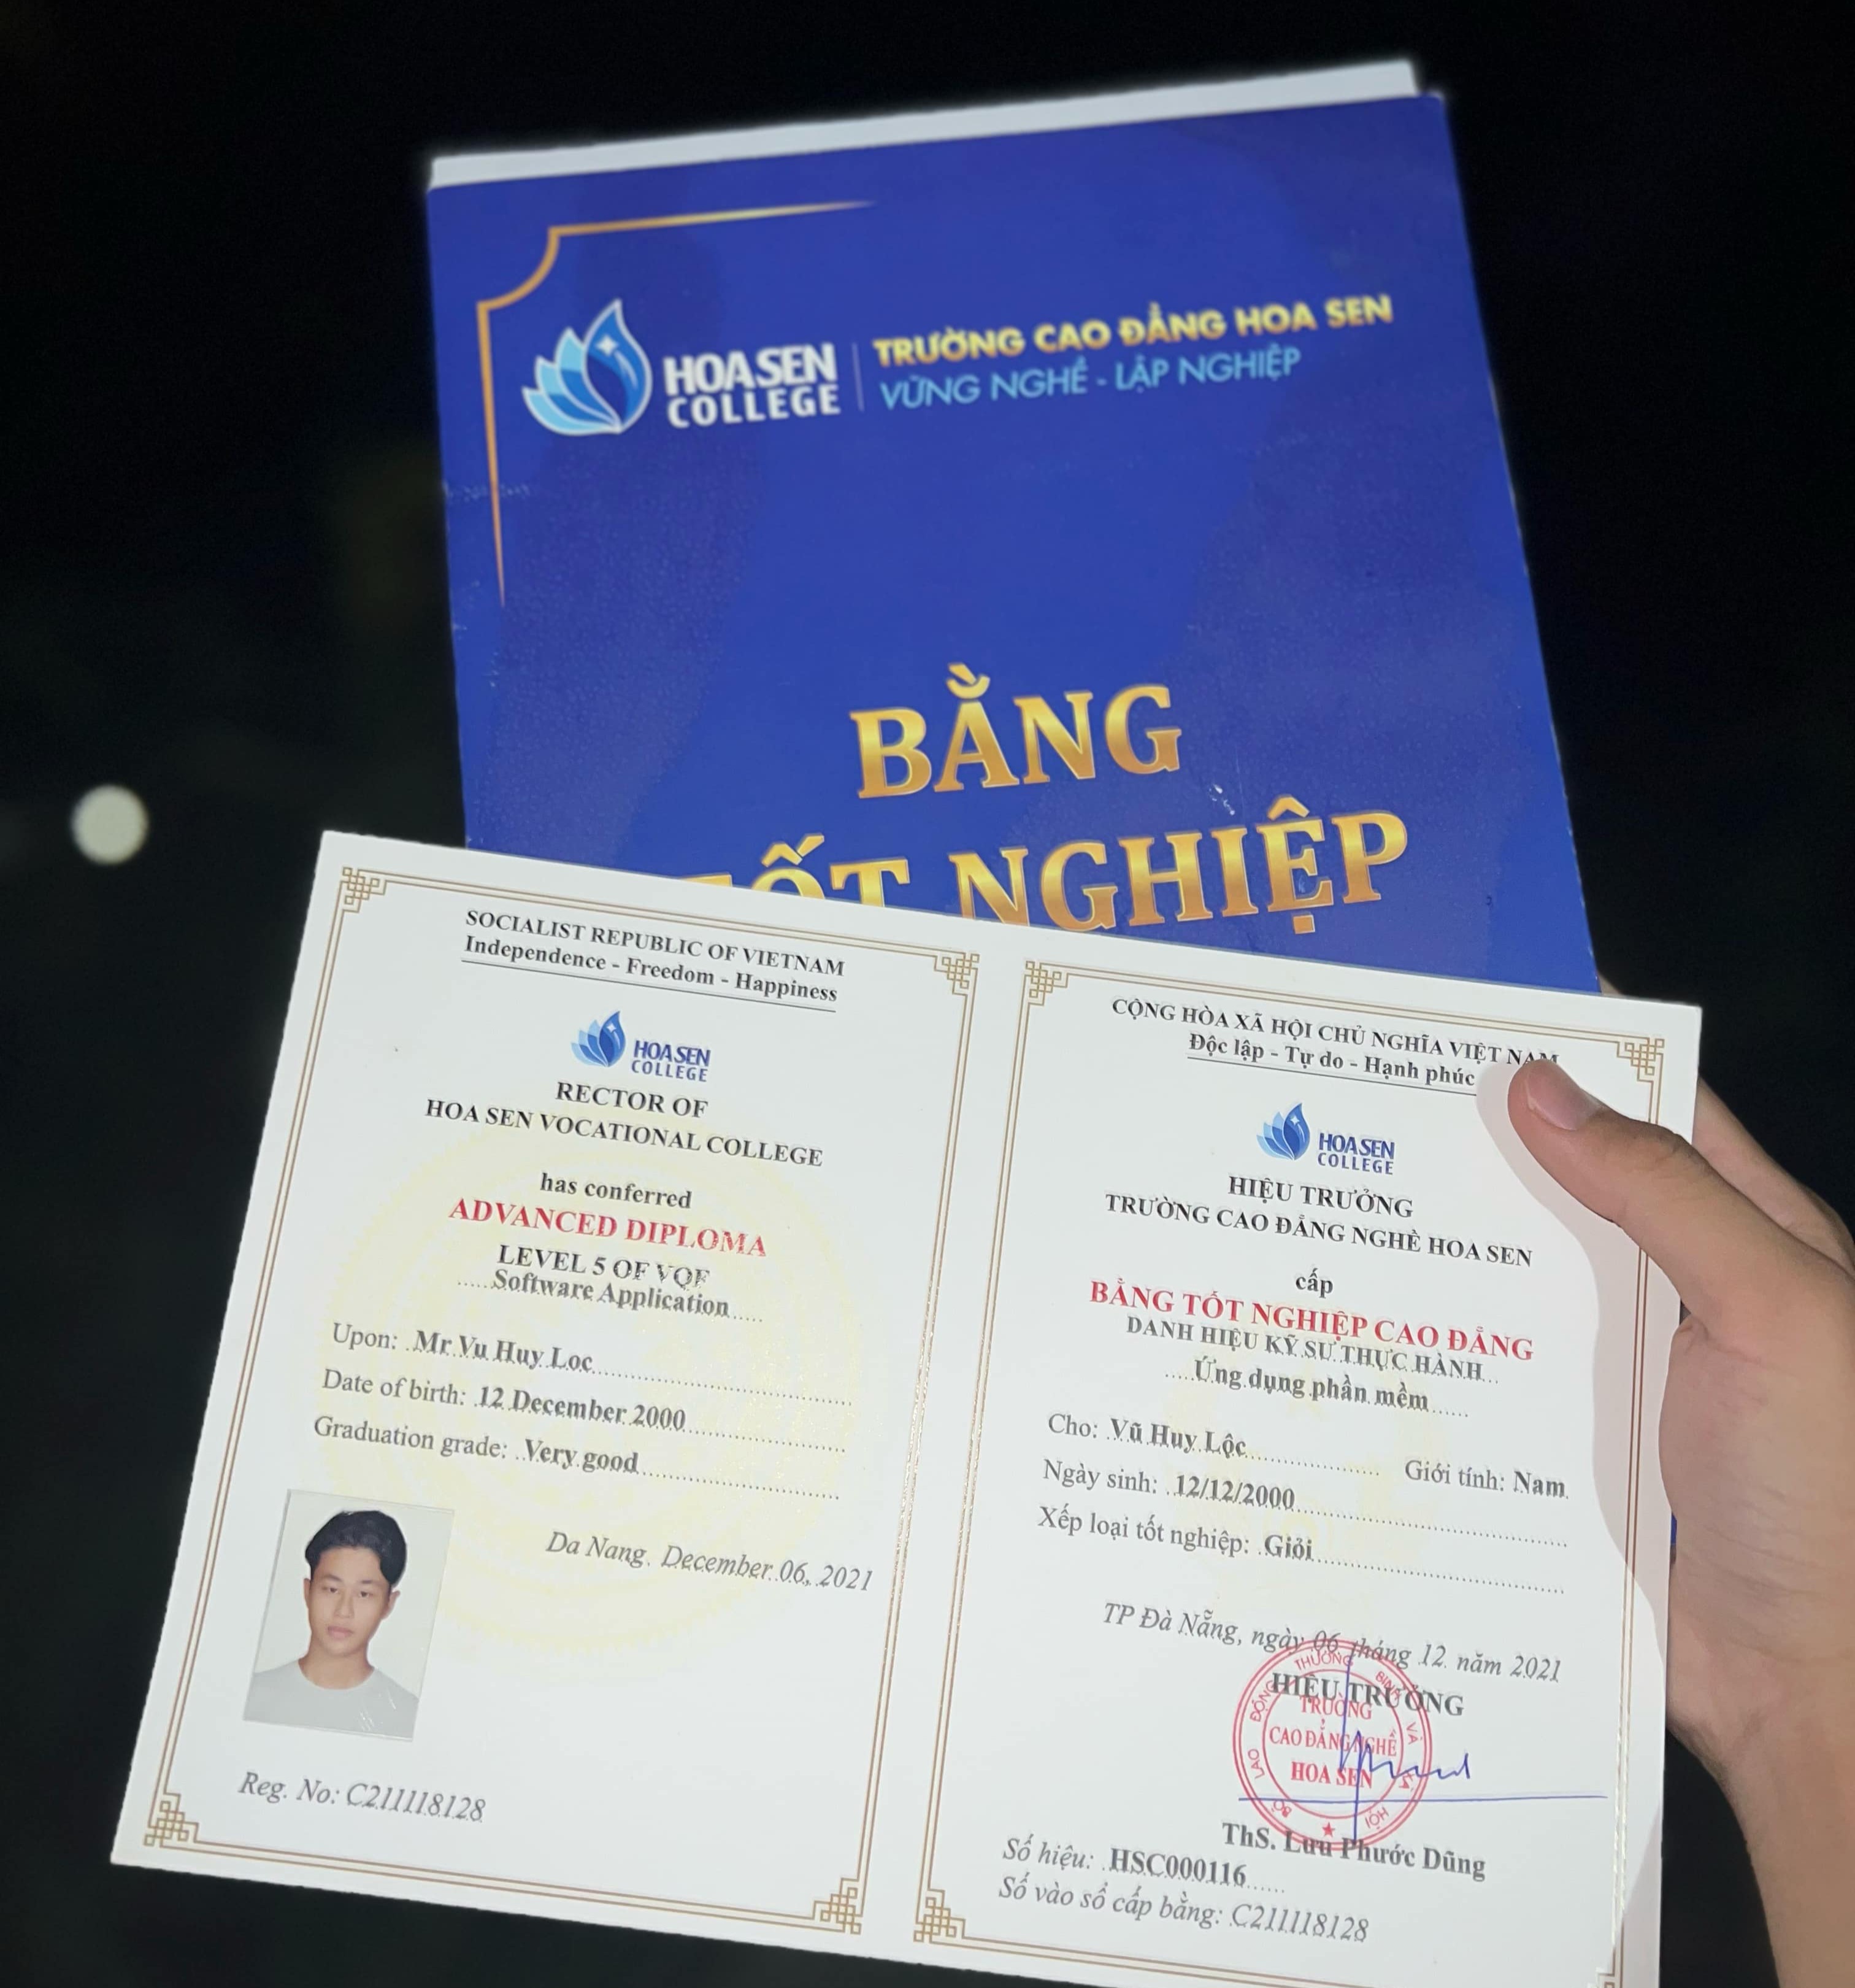 HOA SEN
COLLEGE
TRƯỜNG CAO ĐẲNG HOA SEN
VỮNG NGHỀ - LẬP NGHIỆP
BẰNG
TỐT NGHIỆP
SOCIALIST REPUBLIC OF VIETNAM
Independence - Freedom - Happiness
HOA SEN
COLLEGE
RECTOR OF
HOA SEN VOCATIONAL COLLEGE
has conferred
ADVANCED DIPLOMA
LEVEL 5 OF VQF
Software Application
Upon: Mr Vu Huy Loc
Date of birth: 12 December 2000
Graduation grade: Very good
Da Nang, December 06, 2021
Reg. No: C211118128
CỘNG HÒA XÃ HỘI CHỦ NGHĨA VIỆT NAM
Độc lập - Tự do - Hạnh phúc
HOA SEN
COLLEGE
HIỆU TRƯỞNG
TRƯỜNG CAO ĐẲNG NGHỀ HOA SEN
cấp
BẰNG TỐT NGHIỆP CAO ĐẲNG
DANH HIỆU KỸ SƯ THỰC HÀNH
Ứng dụng phần mềm
Cho: Vũ Huy Lộc Giới tính: Nam
Ngày sinh: 12/12/2000
Xếp loại tốt nghiệp: Giỏi
TP Đà Nẵng, ngày 06 tháng 12 năm 2021
HIỆU TRƯỞNG
BỘ LAO ĐỘNG THƯƠNG BINH VÀ XÃ HỘI
TRƯỜNG
CAO ĐẲNG NGHỀ
HOA SEN
ThS. Lưu Phước Dũng
Số hiệu: HSC000116
Số vào sổ cấp bằng: C211118128